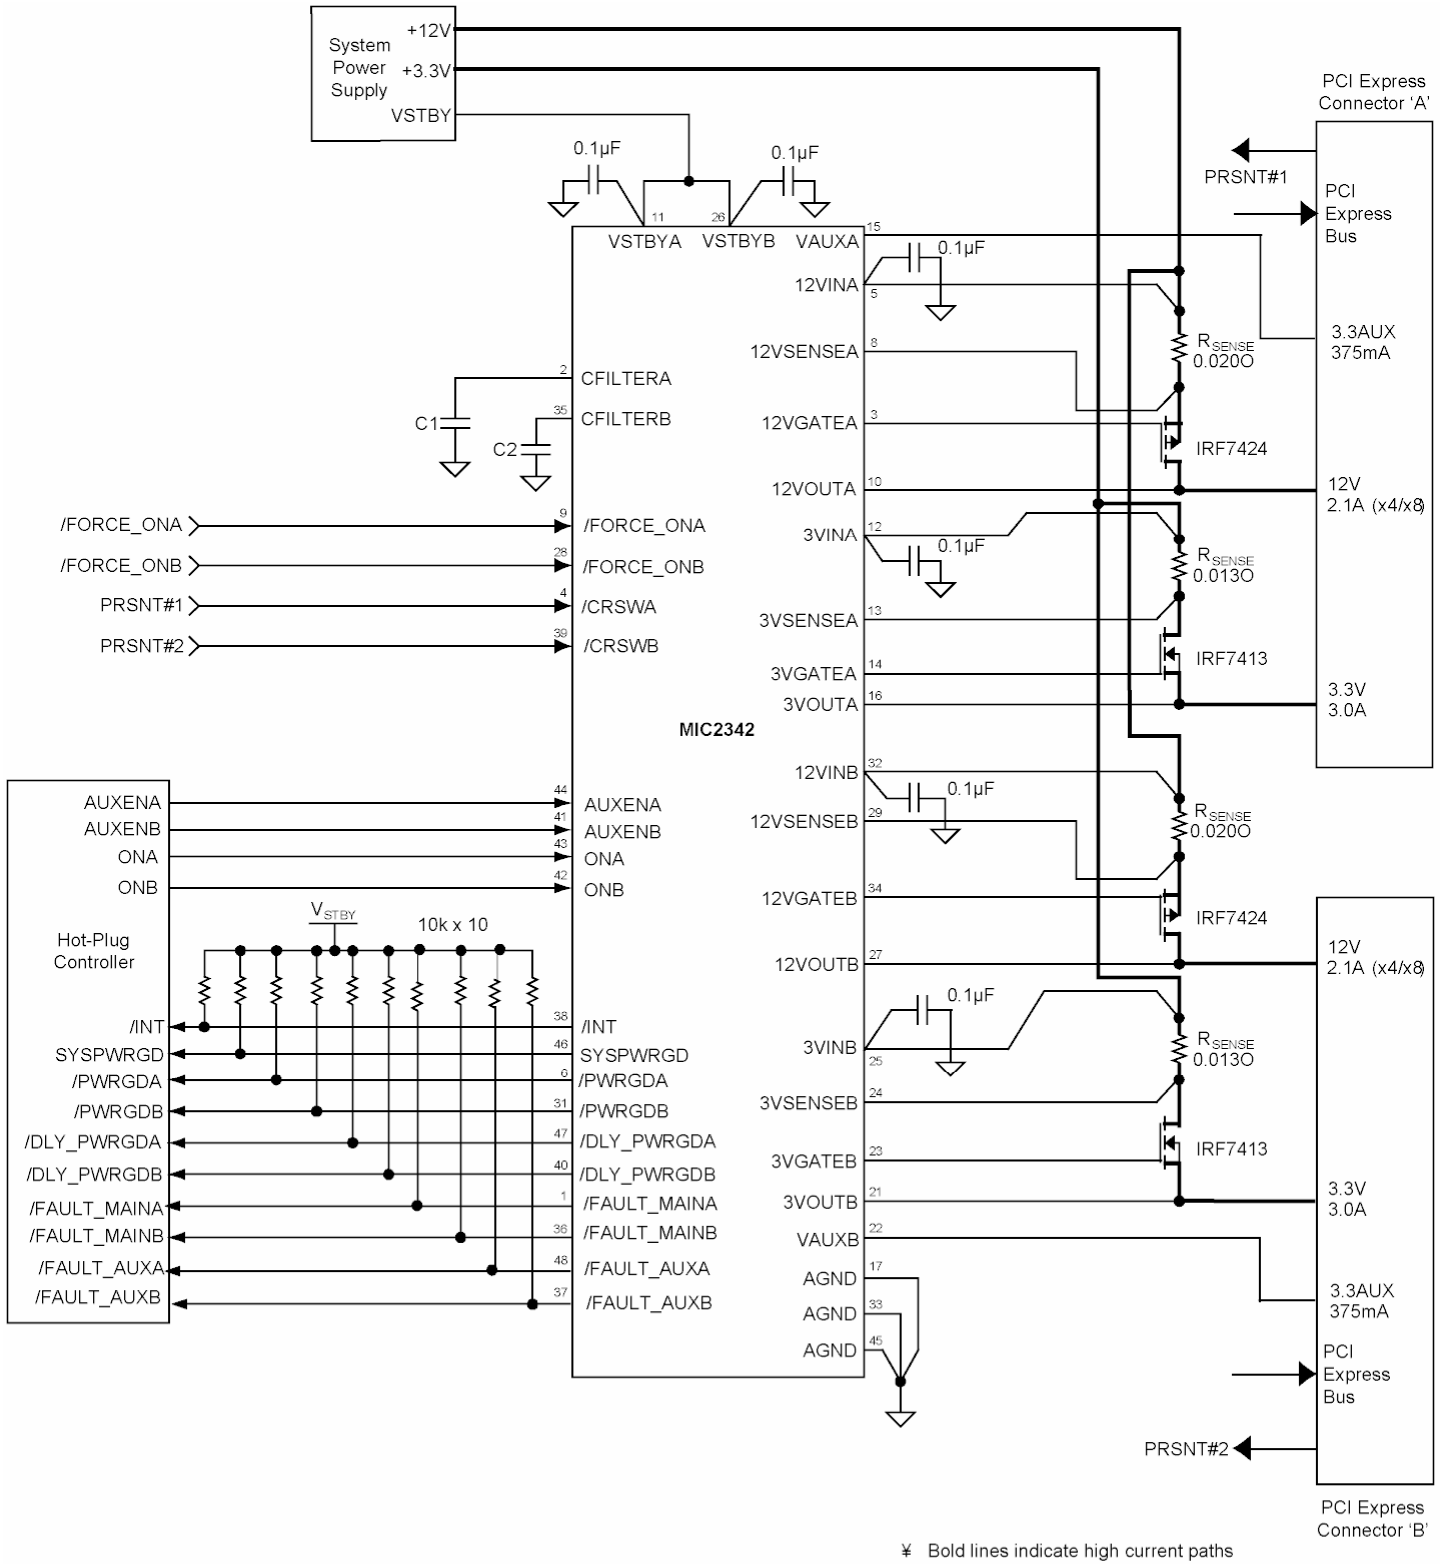 System
Power
Supply
+12V
+3.3V
VSTBY
0.1µF
0.1µF
11
26
VSTBYA
VSTBYB
PCI Express
Connector ‘A’
PRSNT#1
PCI
Express
Bus
3.3AUX
375mA
12V
2.1A (x4/x8)
3.3V
3.0A
CFILTERA
2
CFILTERB
35
C1
C2
/FORCE_ONA
9
/FORCE_ONA
/FORCE_ONB
28
/FORCE_ONB
PRSNT#1
4
/CRSWA
PRSNT#2
39
/CRSWB
MIC2342
VAUXA
15
12VINA
5
0.1µF
12VSENSEA
8
RSENSE
0.020O
12VGATEA
3
IRF7424
12VOUTA
10
3VINA
12
0.1µF
RSENSE
0.013O
3VSENSEA
13
3VGATEA
14
IRF7413
3VOUTA
16
12VINB
32
0.1µF
12VSENSEB
29
RSENSE
0.020O
12VGATEB
34
IRF7424
12VOUTB
27
0.1µF
3VINB
25
RSENSE
0.013O
3VSENSEB
24
3VGATEB
23
IRF7413
3VOUTB
21
VAUXB
22
AGND
17
AGND
33
AGND
45
AUXENA
44
AUXENA
AUXENB
41
AUXENB
ONA
43
ONA
ONB
42
ONB
Hot-Plug
Controller
VSTBY
10k x 10
/INT
38
/INT
SYSPWRGD
46
SYSPWRGD
/PWRGDA
6
/PWRGDA
/PWRGDB
31
/PWRGDB
/DLY_PWRGDA
47
/DLY_PWRGDA
/DLY_PWRGDB
40
/DLY_PWRGDB
/FAULT_MAINA
1
/FAULT_MAINA
/FAULT_MAINB
36
/FAULT_MAINB
/FAULT_AUXA
48
/FAULT_AUXA
/FAULT_AUXB
37
/FAULT_AUXB
12V
2.1A (x4/x8)
3.3V
3.0A
3.3AUX
375mA
PCI
Express
Bus
PRSNT#2
PCI Express
Connector ‘B’
¥ Bold lines indicate high current paths